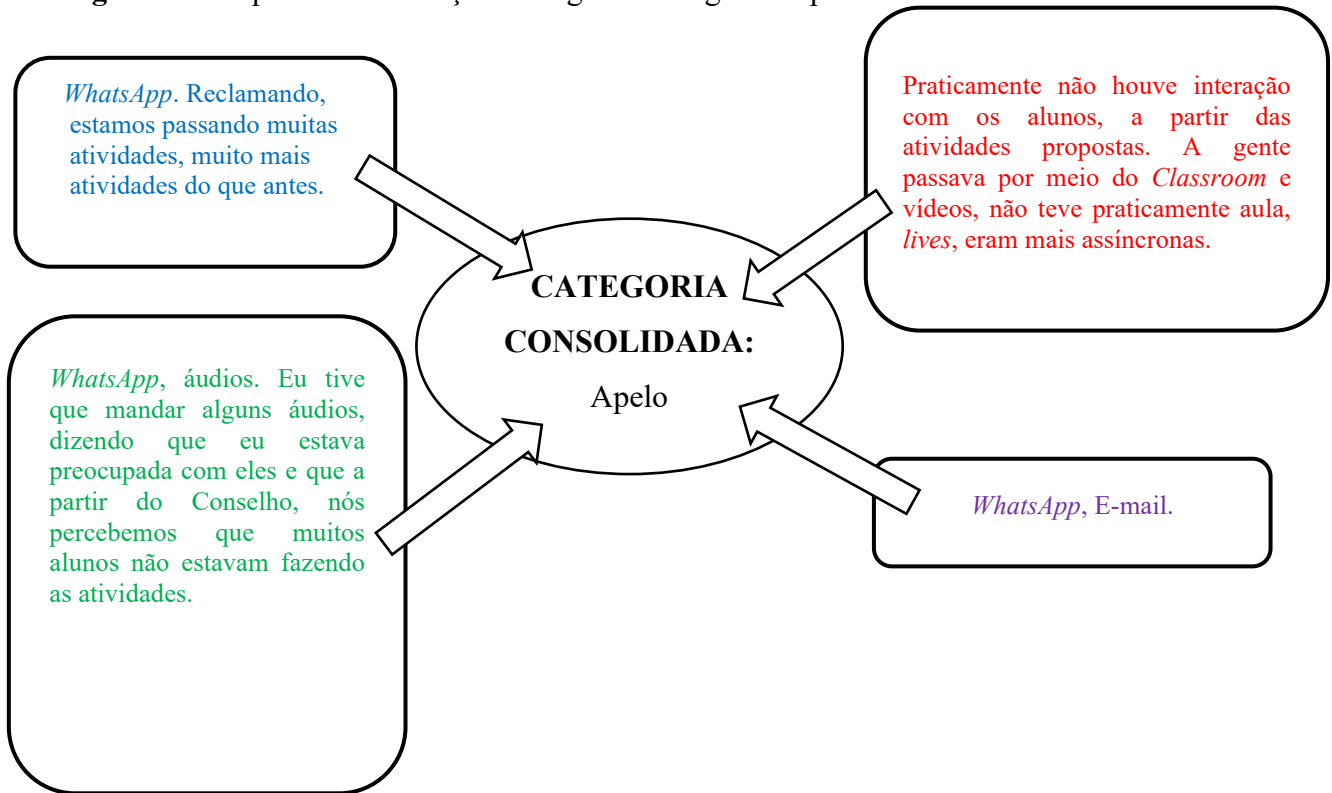 WhatsApp. Reclamando,
estamos passando muitas
atividades, muito mais
atividades do que antes.
Praticamente não houve interação
com os alunos, a partir das
atividades propostas. A gente
passava por meio do Classroom e
vídeos, não teve praticamente aula,
lives, eram mais assíncronas.
CATEGORIA
CONSOLIDADA:
Apelo
WhatsApp, áudios. Eu tive
que mandar alguns áudios,
dizendo que eu estava
preocupada com eles e que a
partir do Conselho, nós
percebemos que muitos
alunos não estavam fazendo
as atividades.
WhatsApp, E-mail.